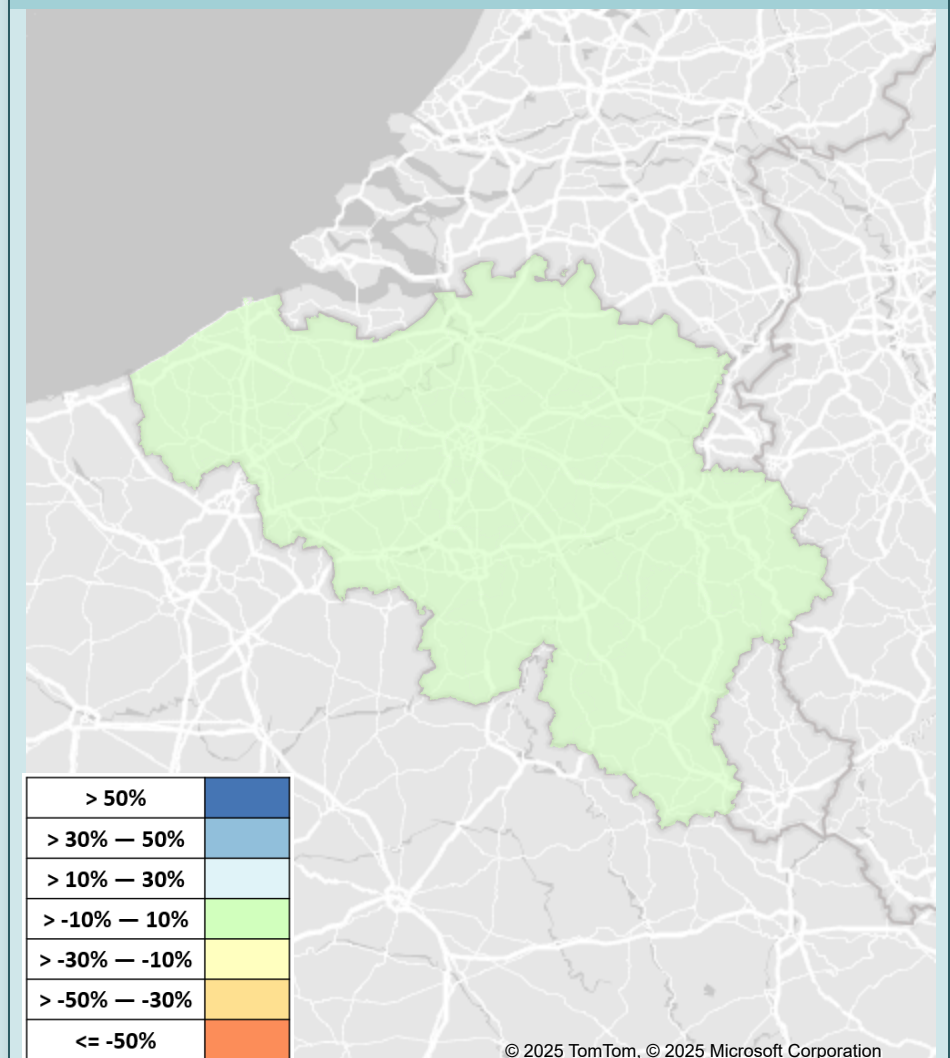 > 50%
> 30% — 50%
> 10% — 30%
> -10% — 10%
> -30% — -10%
> -50% — -30%
<= -50%
© 2025 TomTom, © 2025 Microsoft Corporation